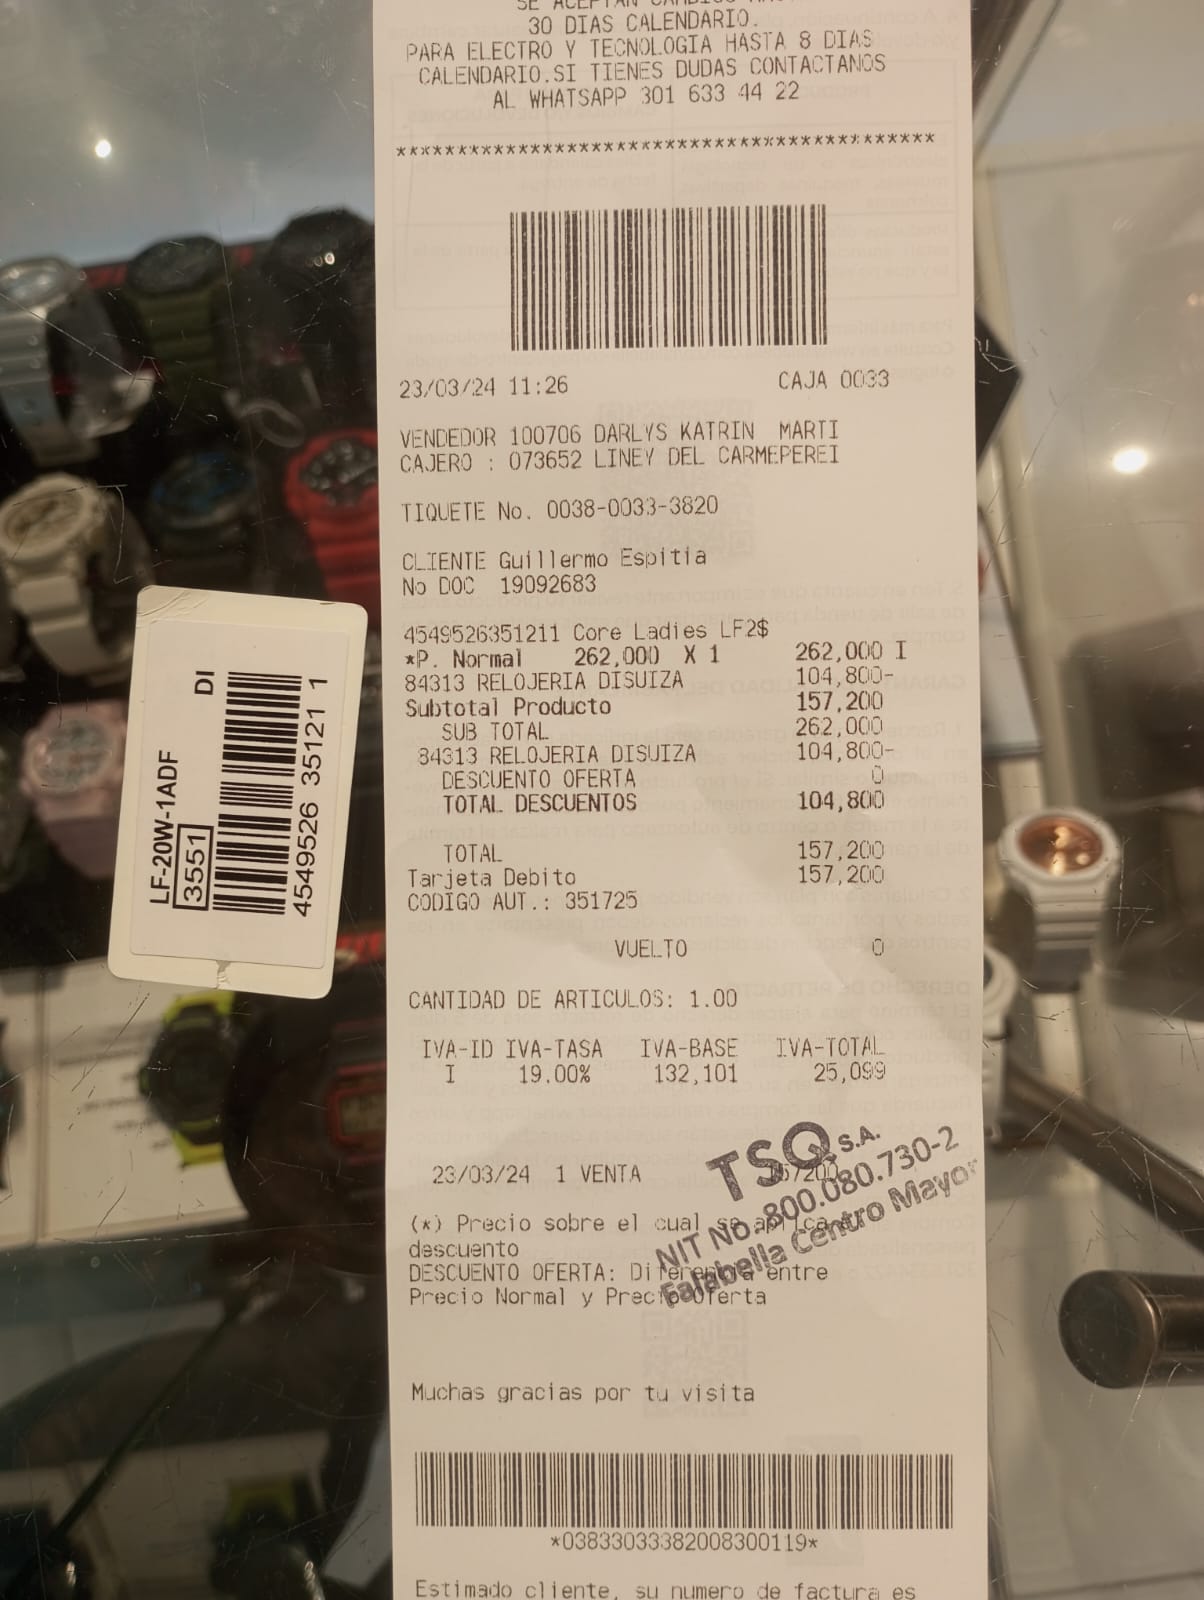 SE ACEPTAN CAMBIOS
30 DIAS CALENDARIO.
PARA ELECTRO Y TECNOLOGIA HASTA 8 DIAS
CALENDARIO.SI TIENES DUDAS CONTACTANOS
AL WHATSAPP 301 633 44 22
******************************************
23/03/24 11:26 CAJA 0033
VENDEDOR 100706 DARLYS KATRIN MARTI
CAJERO : 073652 LINEY DEL CARMEPEREI
TIQUETE No. 0038-0033-3820
CLIENTE Guillermo Espitia
No DOC 19092683
4549526351211 Core Ladies LF2$
*P. Normal 262,000 X 1 262,000 I
84313 RELOJERIA DISUIZA 104,800-
Subtotal Producto 157,200
SUB TOTAL 262,000
84313 RELOJERIA DISUIZA 104,800-
DESCUENTO OFERTA 0
TOTAL DESCUENTOS 104,800
TOTAL 157,200
Tarjeta Debito 157,200
CODIGO AUT.: 351725
VUELTO 0
CANTIDAD DE ARTICULOS: 1.00
IVA-ID IVA-TASA IVA-BASE IVA-TOTAL
I 19.00% 132,101 25,099
23/03/24 1 VENTA
TSQ S.A.
NIT No. 800.080.730-2
Falabella Centro Mayor
(*) Precio sobre el cual se aplica
descuento
DESCUENTO OFERTA: Diferencia entre
Precio Normal y Precio Oferta
Muchas gracias por tu visita
*03833033382008300119*
Estimado cliente, su numero de factura es
LF-20W-1ADF DI
3551
4549526 35121 1